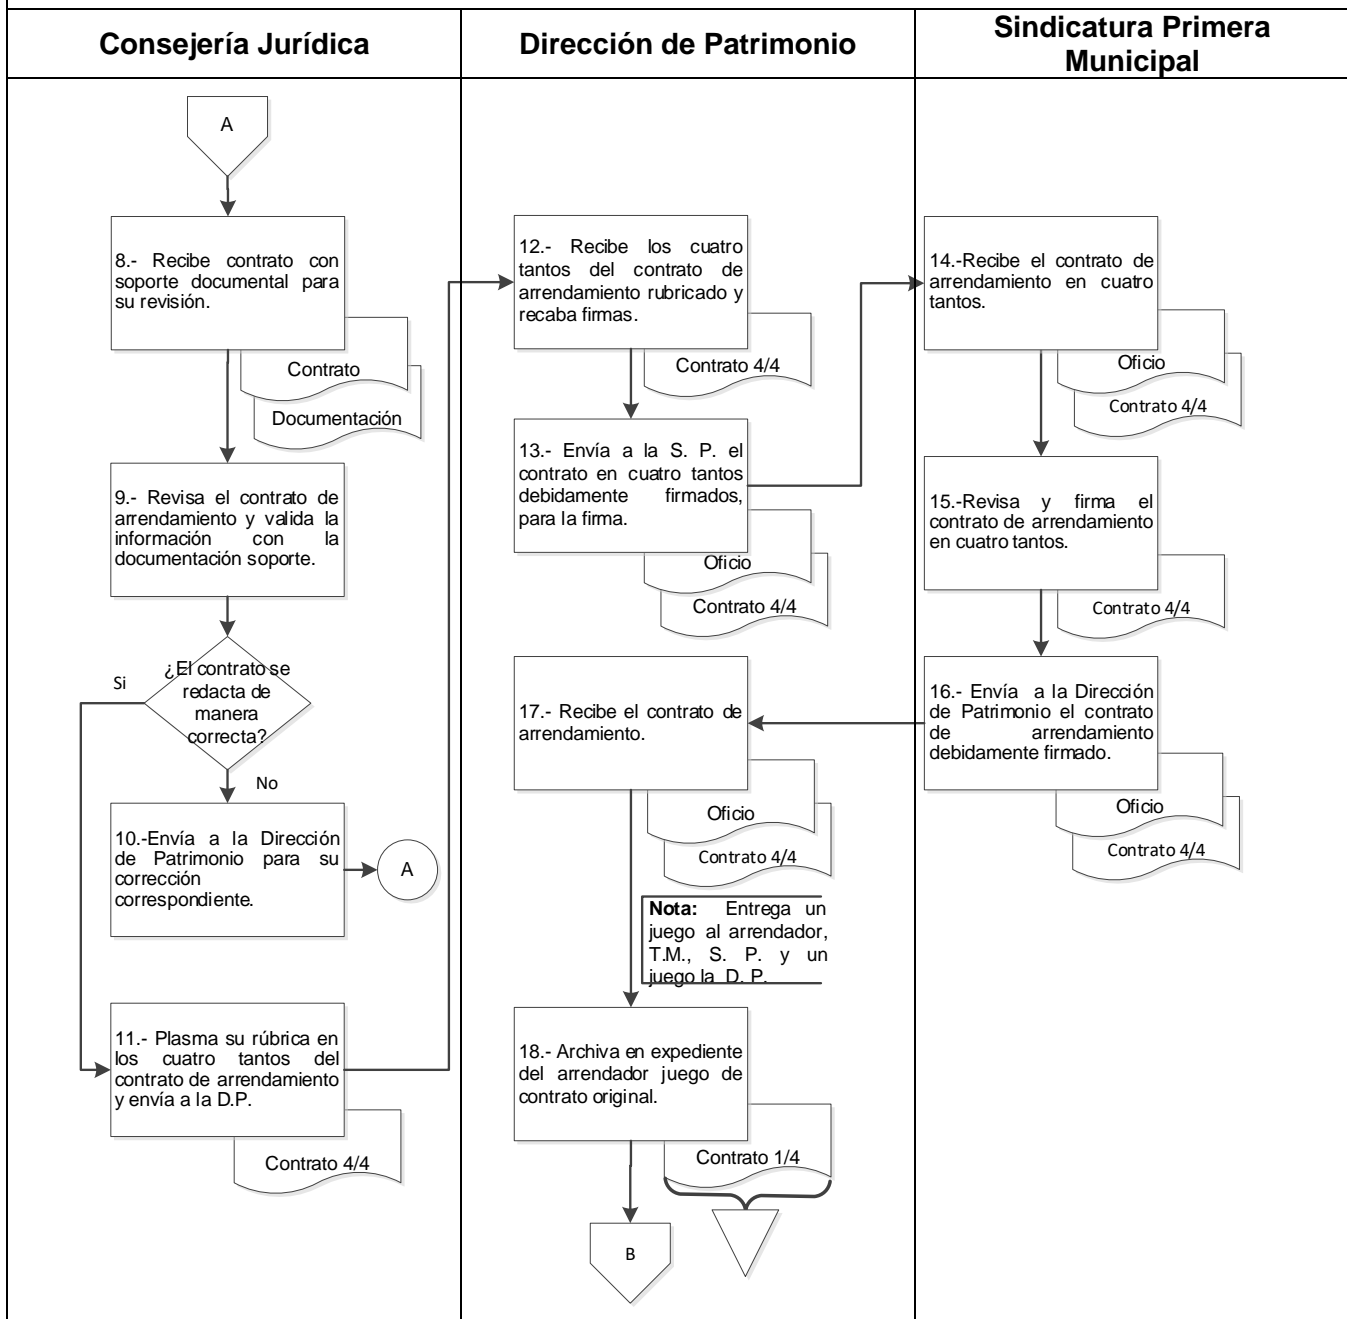 Consejería Jurídica
Dirección de Patrimonio
Sindicatura Primera
Municipal
A
8.- Recibe contrato con
soporte documental para
su revisión.
Contrato
Documentación
9.- Revisa el contrato de
arrendamiento y valida la
información con la
documentación soporte.
¿El contrato se
redacta de
manera
correcta?
Si
No
10.-Envía a la Dirección
de Patrimonio para su
corrección
correspondiente.
A
11.- Plasma su rúbrica en
los cuatro tantos del
contrato de arrendamiento
y envía a la D.P.
Contrato 4/4
12.- Recibe los cuatro
tantos del contrato de
arrendamiento rubricado y
recaba firmas.
Contrato 4/4
13.- Envía a la S. P. el
contrato en cuatro tantos
debidamente firmados,
para la firma.
Oficio
Contrato 4/4
14.-Recibe el contrato de
arrendamiento en cuatro
tantos.
Oficio
Contrato 4/4
15.-Revisa y firma el
contrato de arrendamiento
en cuatro tantos.
Contrato 4/4
16.- Envía a la Dirección
de Patrimonio el contrato
de arrendamiento
debidamente firmado.
Oficio
Contrato 4/4
17.- Recibe el contrato de
arrendamiento.
Oficio
Contrato 4/4
Nota: Entrega un
juego al arrendador,
T.M., S. P. y un
juego la D. P.
18.- Archiva en expediente
del arrendador juego de
contrato original.
Contrato 1/4
B